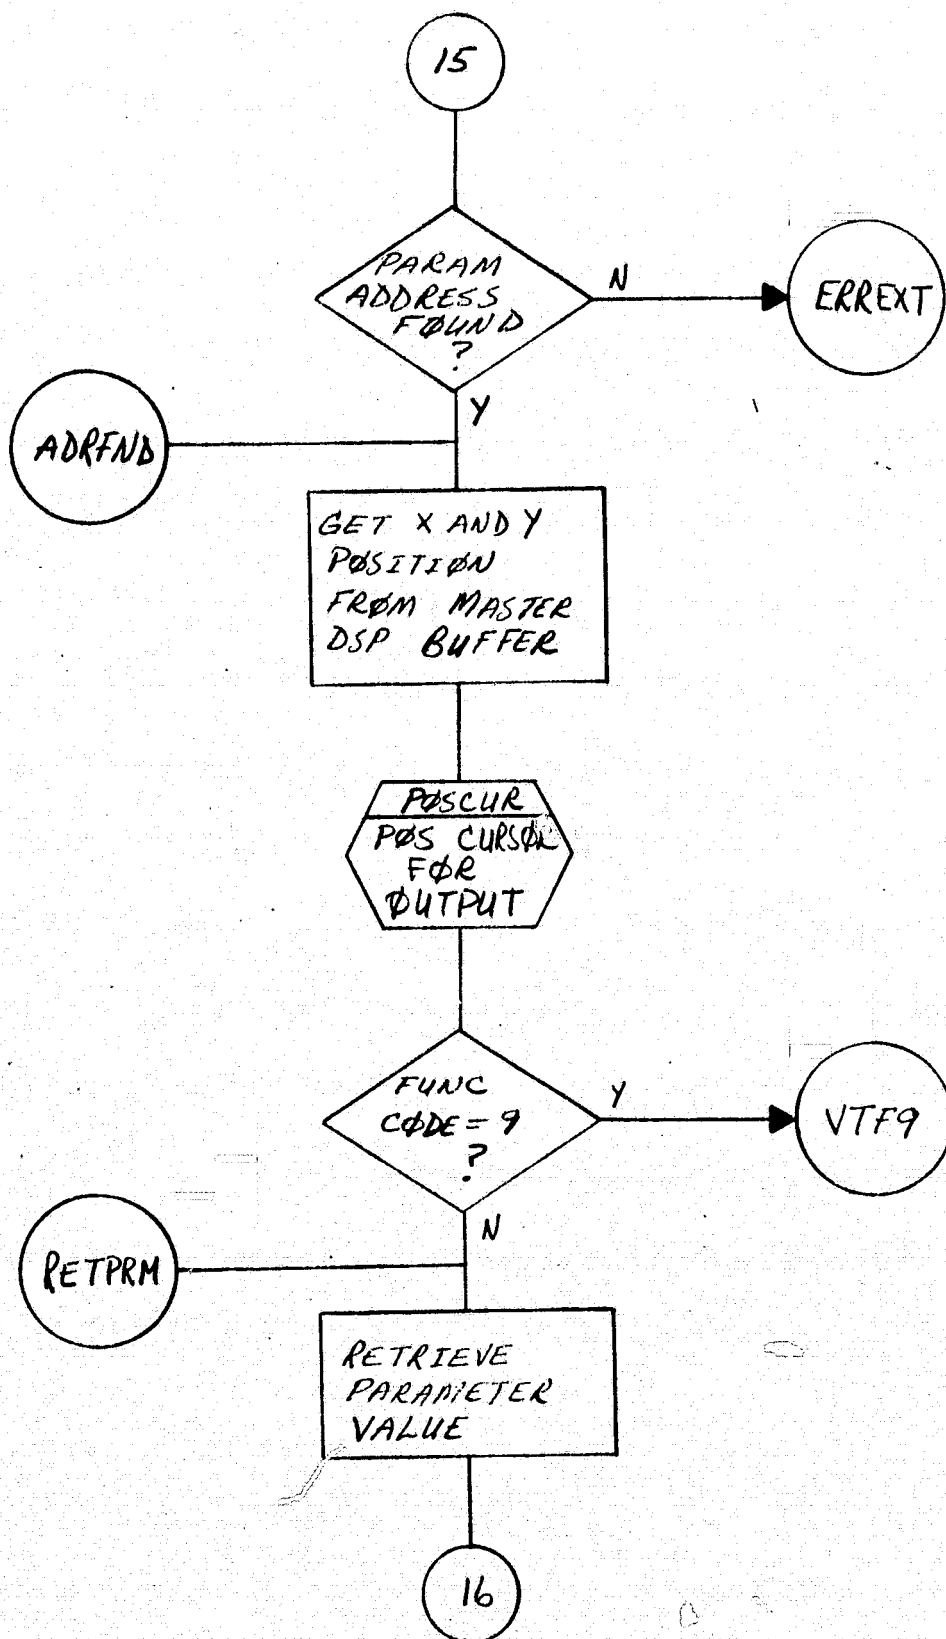 15
PARAM
ADDRESS
FØUND
?
N
ERREXT
Y
ADRFND
GET X AND Y
PØSITIØN
FRØM MASTER
DSP BUFFER
PØSCUR
PØS CURSØR
FØR
ØUTPUT
FUNC
CØDE = 9
?
Y
VTF9
N
RETPRM
RETRIEVE
PARAMETER
VALUE
16